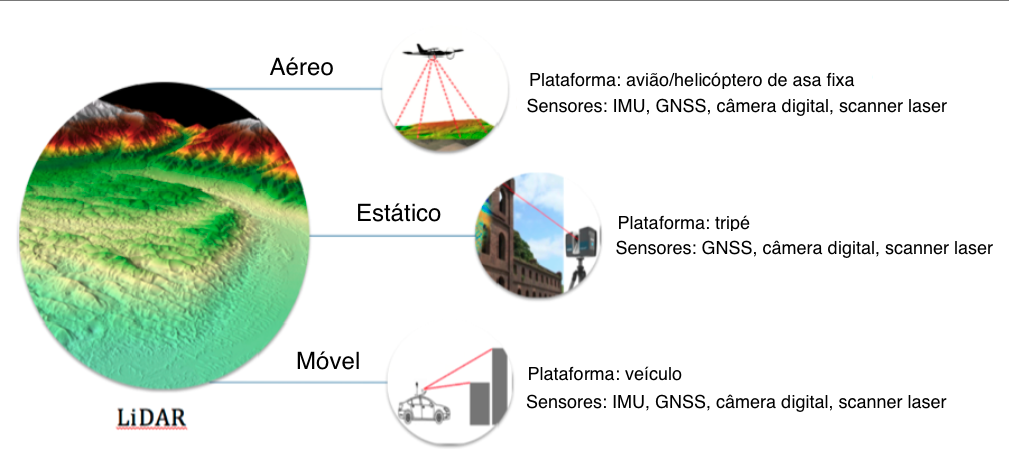 Aéreo
Plataforma: avião/helicóptero de asa fixa
Sensores: IMU, GNSS, câmera digital, scanner laser
Estático
Plataforma: tripé
Sensores: GNSS, câmera digital, scanner laser
Móvel
Plataforma: veículo
Sensores: IMU, GNSS, câmera digital, scanner laser
LiDAR